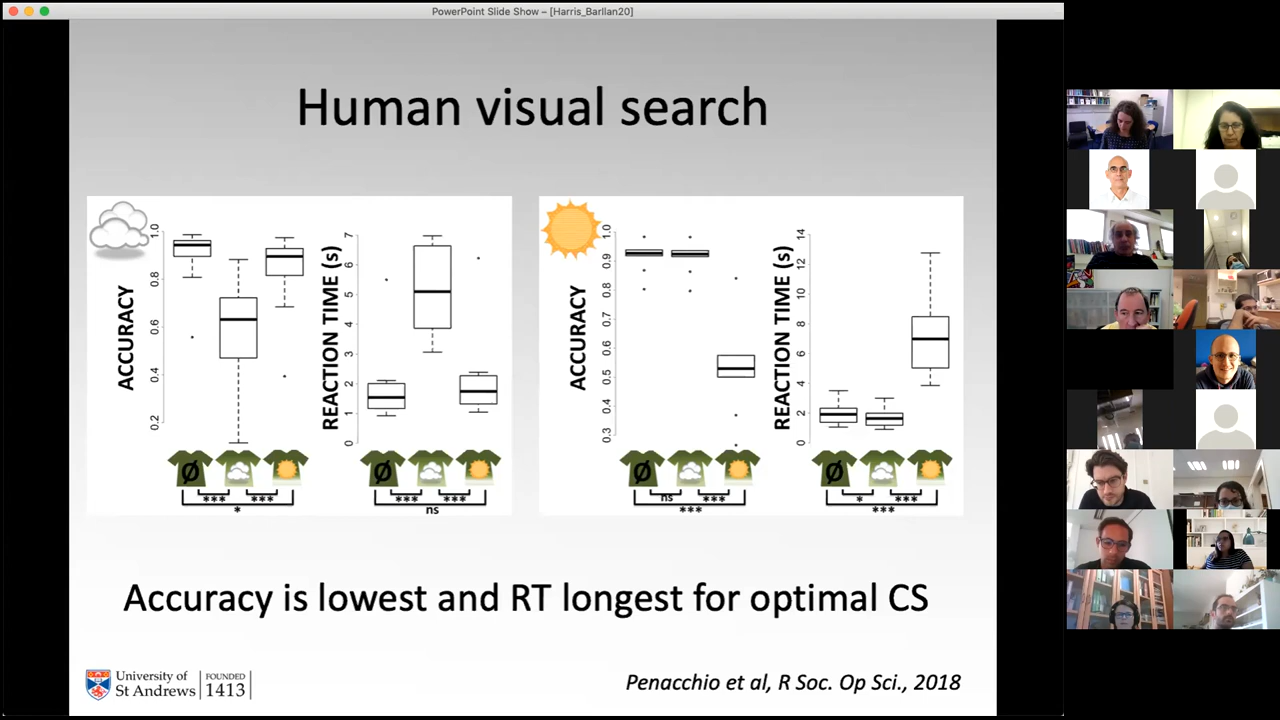 PowerPoint Slide Show – [Harris_BarIlan20]
Human visual search
ACCURACY
0.2 0.4 0.6 0.8 1.0
REACTION TIME (s)
0 1 2 3 4 5 6 7
ACCURACY
0.3 0.4 0.5 0.6 0.7 0.8 0.9 1.0
REACTION TIME (s)
0 2 4 6 8 10 12 14
Ø
Ø
Ø
Ø
*** ***
*
*** ***
ns
ns ***
***
* ***
***
Accuracy is lowest and RT longest for optimal CS
University of
St Andrews
FOUNDED
1413
Penacchio et al, R Soc. Op Sci., 2018